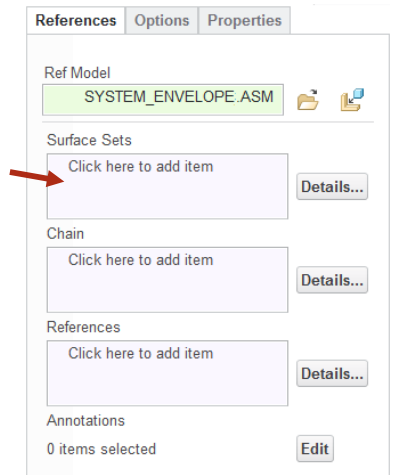 References Options Properties
Ref Model
SYSTEM_ENVELOPE.ASM
Surface Sets
Click here to add item
Details...
Chain
Click here to add item
Details...
References
Click here to add item
Details...
Annotations
0 items selected Edit